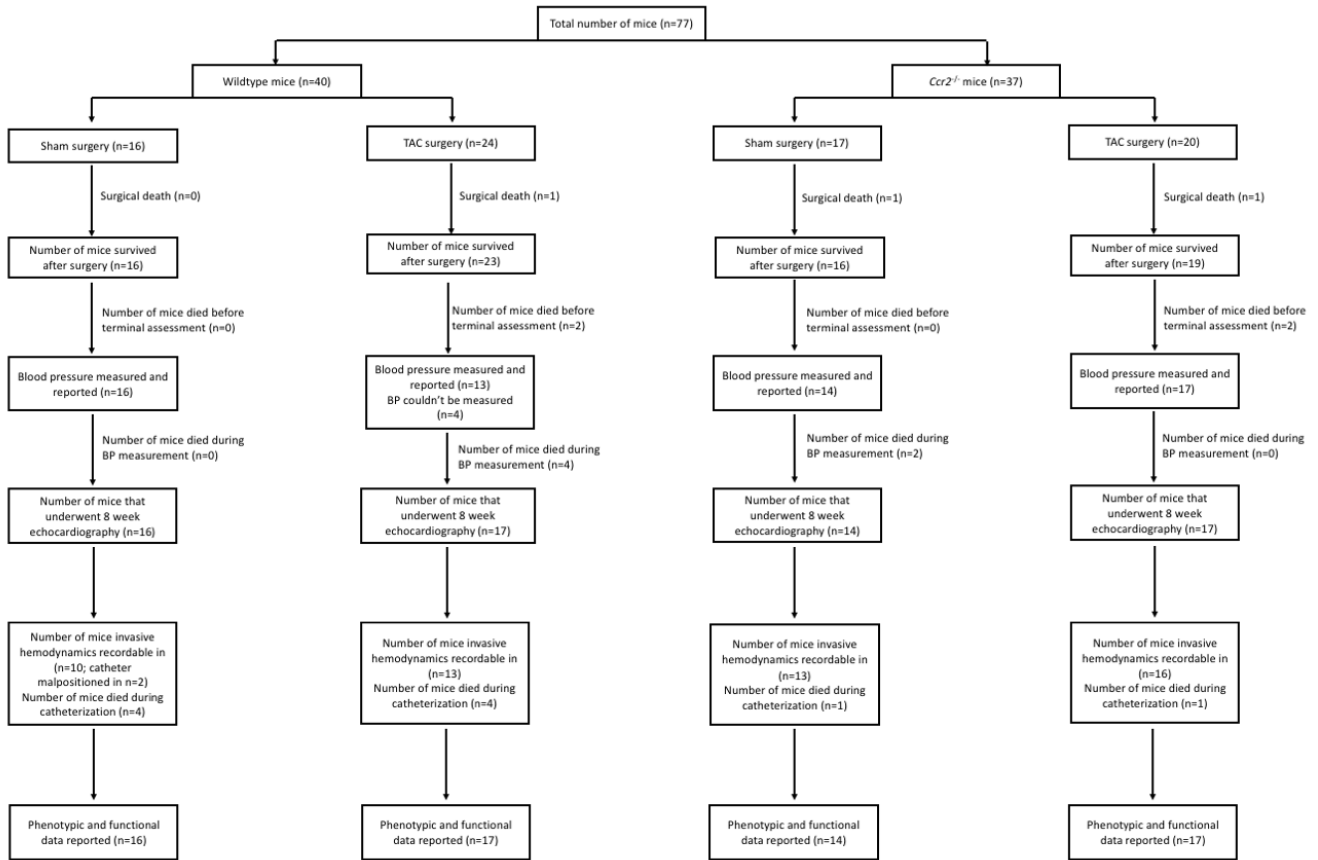 Total number of mice (n=77)
Wildtype mice (n=40)
Ccr2-/- mice (n=37)
Sham surgery (n=16)
TAC surgery (n=24)
Sham surgery (n=17)
TAC surgery (n=20)
Surgical death (n=0)
Surgical death (n=1)
Surgical death (n=1)
Surgical death (n=1)
Number of mice survived
after surgery (n=16)
Number of mice survived
after surgery (n=23)
Number of mice survived
after surgery (n=16)
Number of mice survived
after surgery (n=19)
Number of mice died before
terminal assessment (n=0)
Number of mice died before
terminal assessment (n=2)
Number of mice died before
terminal assessment (n=0)
Number of mice died before
terminal assessment (n=2)
Blood pressure measured and
reported (n=16)
Blood pressure measured and
reported (n=13)
BP couldn't be measured
(n=4)
Blood pressure measured and
reported (n=14)
Blood pressure measured and
reported (n=17)
Number of mice died during
BP measurement (n=0)
Number of mice died during
BP measurement (n=4)
Number of mice died during
BP measurement (n=2)
Number of mice died during
BP measurement (n=0)
Number of mice that
underwent 8 week
echocardiography (n=16)
Number of mice that
underwent 8 week
echocardiography (n=17)
Number of mice that
underwent 8 week
echocardiography (n=14)
Number of mice that
underwent 8 week
echocardiography (n=17)
Number of mice invasive
hemodynamics recordable in
(n=10; catheter
malpositioned in n=2)
Number of mice died during
catheterization (n=4)
Number of mice invasive
hemodynamics recordable in
(n=13)
Number of mice died during
catheterization (n=4)
Number of mice invasive
hemodynamics recordable in
(n=13)
Number of mice died during
catheterization (n=1)
Number of mice invasive
hemodynamics recordable in
(n=16)
Number of mice died during
catheterization (n=1)
Phenotypic and functional
data reported (n=16)
Phenotypic and functional
data reported (n=17)
Phenotypic and functional
data reported (n=14)
Phenotypic and functional
data reported (n=17)